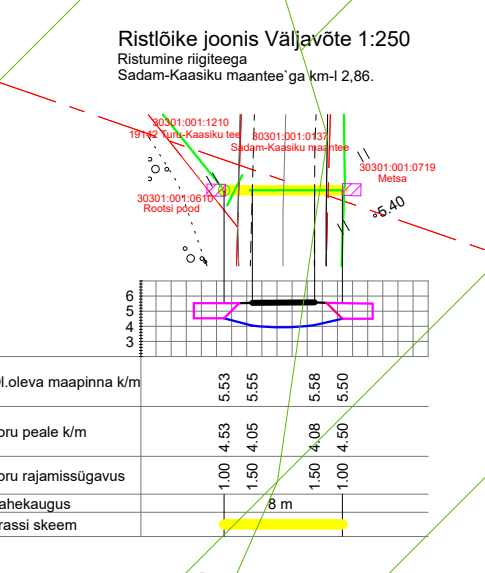 Ristlõike joonis Väljavõte 1:250
Ristumine riigiteega
Sadam-Kaasiku maantee`ga km-l 2,86.
30301:001:1210
19142 Turu-Kaasiku tee
30301:001:0137
Sadam-Kaasiku maantee
30301:001:0719
Metsa
30301:001:0610
Rootsi pood
5.40
6
5
4
3
l.oleva maapinna k/m
5.53 5.55 5.58 5.50
oru peale k/m
4.53 4.05 4.08 4.50
oru rajamissügavus
1.00 1.50 1.50 1.00
ahekaugus
8 m
rassi skeem